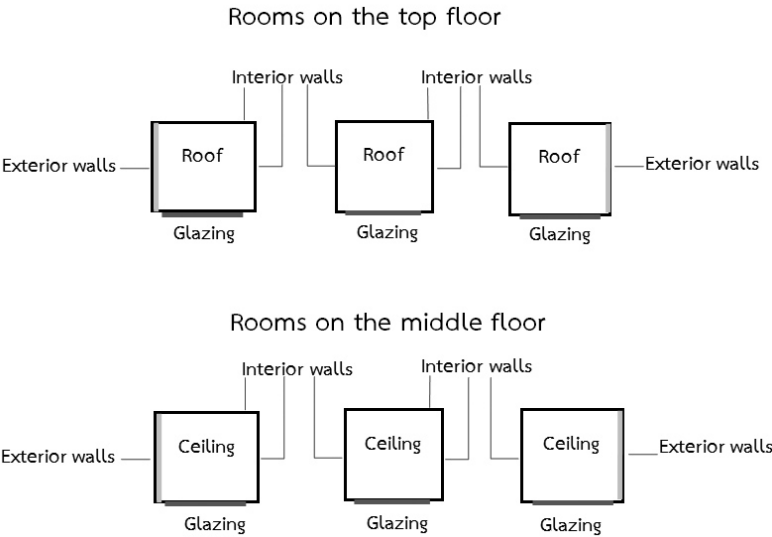 Rooms on the top floor
Interior walls Interior walls
Roof Roof Roof
Exterior walls Exterior walls
Glazing Glazing Glazing
Rooms on the middle floor
Interior walls Interior walls
Ceiling Ceiling Ceiling
Exterior walls Exterior walls
Glazing Glazing Glazing